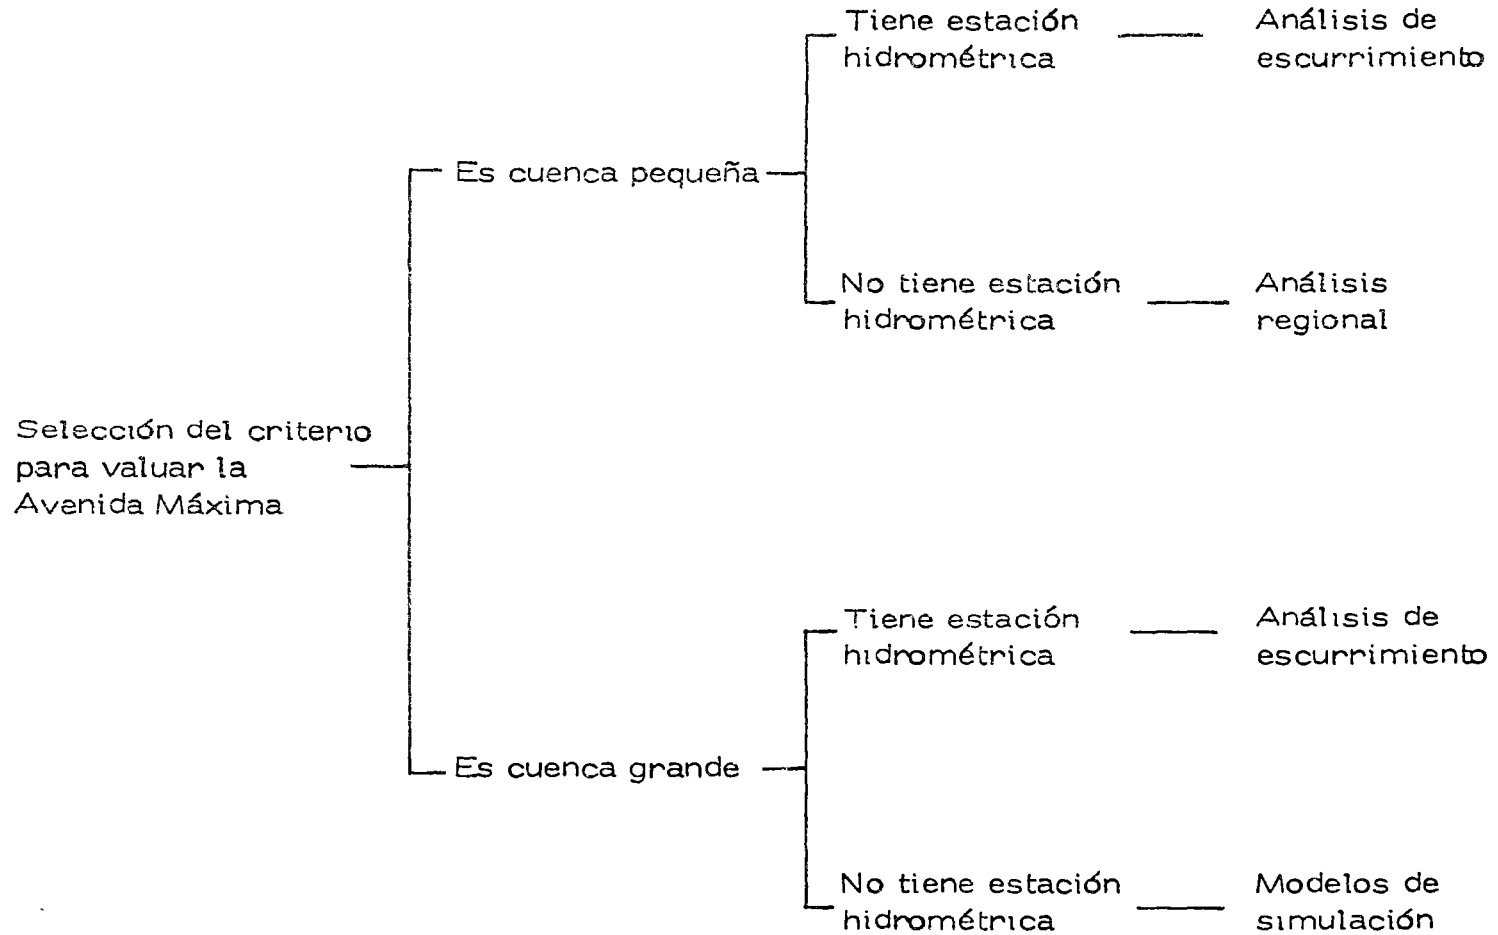 Tiene estación
hidrométrica
Análisis de
escurrimiento
Es cuenca pequeña
No tiene estación
hidrométrica
Análisis
regional
Selección del criterio
para valuar la
Avenida Máxima
Tiene estación
hidrométrica
Análisis de
escurrimiento
Es cuenca grande
No tiene estación
hidrométrica
Modelos de
simulación